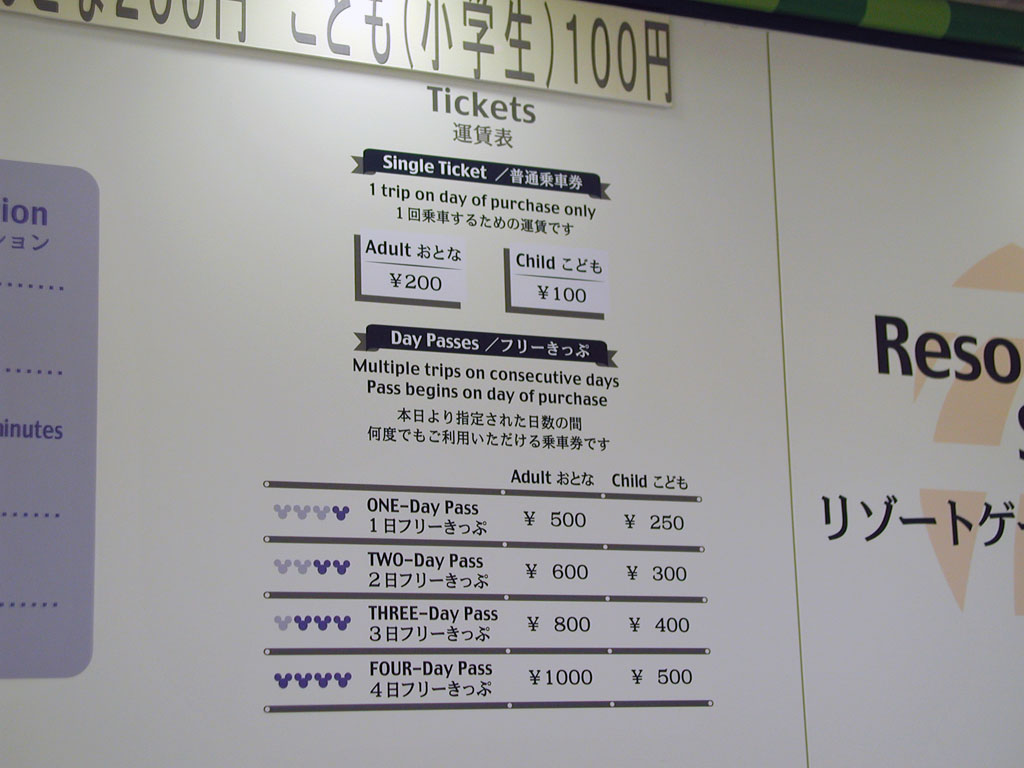 200円 こども(小学生)100円
Tickets
運賃表
Single Ticket ／普通乗車券
1 trip on day of purchase only
1回乗車するための運賃です
Adult おとな
¥200
Child こども
¥100
Day Passes ／フリーきっぷ
Multiple trips on consecutive days
Pass begins on day of purchase
本日より指定された日数の間
何度でもご利用いただける乗車券です
Adult おとな Child こども
ONE-Day Pass
1日フリーきっぷ
¥ 500 ¥ 250
TWO-Day Pass
2日フリーきっぷ
¥ 600 ¥ 300
THREE-Day Pass
3日フリーきっぷ
¥ 800 ¥ 400
FOUR-Day Pass
4日フリーきっぷ
¥1000 ¥ 500
ion
ション
inutes
Reso
リゾートゲ